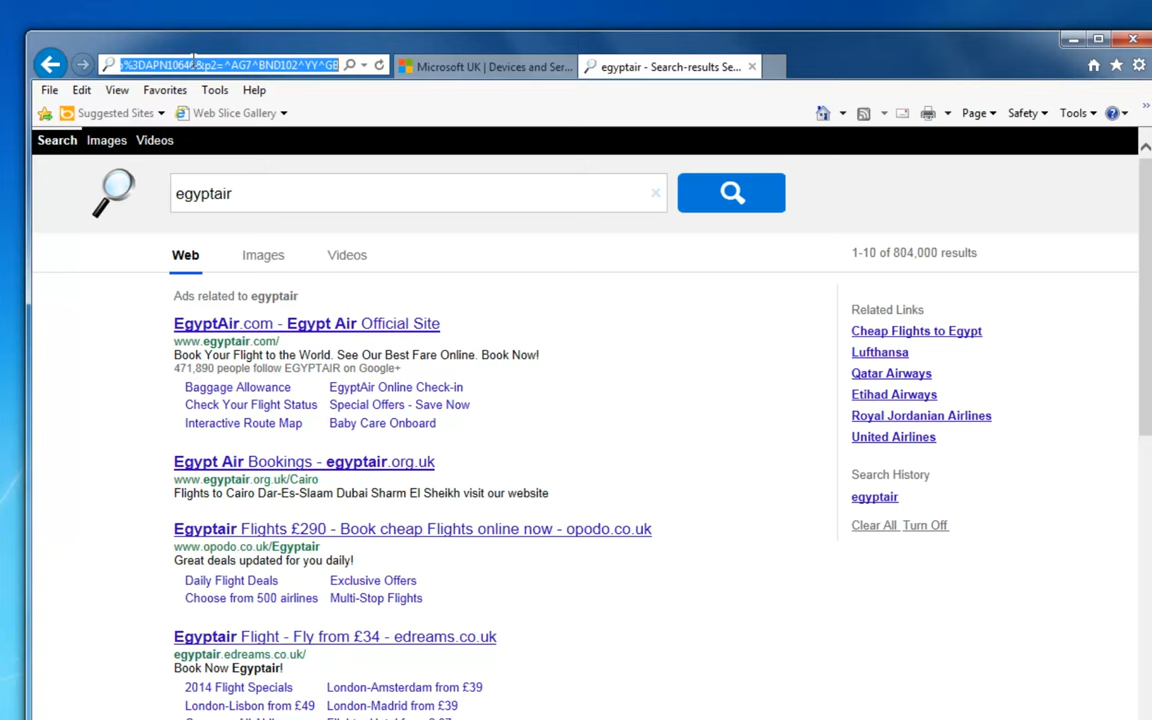 %3DAPN10646&p2=^AG7^BND102^YY^GB
Microsoft UK | Devices and Ser...
egyptair - Search-results Se...
File Edit View Favorites Tools Help
Suggested Sites Web Slice Gallery Page Safety Tools
Search Images Videos
egyptair
Web Images Videos 1-10 of 804,000 results
Ads related to egyptair
EgyptAir.com - Egypt Air Official Site
www.egyptair.com/
Book Your Flight to the World. See Our Best Fare Online. Book Now!
471,890 people follow EGYPTAIR on Google+
Baggage Allowance EgyptAir Online Check-in
Check Your Flight Status Special Offers - Save Now
Interactive Route Map Baby Care Onboard
Egypt Air Bookings - egyptair.org.uk
www.egyptair.org.uk/Cairo
Flights to Cairo Dar-Es-Slaam Dubai Sharm El Sheikh visit our website
Egyptair Flights £290 - Book cheap Flights online now - opodo.co.uk
www.opodo.co.uk/Egyptair
Great deals updated for you daily!
Daily Flight Deals Exclusive Offers
Choose from 500 airlines Multi-Stop Flights
Egyptair Flight - Fly from £34 - edreams.co.uk
egyptair.edreams.co.uk/
Book Now Egyptair!
2014 Flight Specials London-Amsterdam from £39
London-Lisbon from £49 London-Madrid from £39
Related Links
Cheap Flights to Egypt
Lufthansa
Qatar Airways
Etihad Airways
Royal Jordanian Airlines
United Airlines
Search History
egyptair
Clear All Turn Off